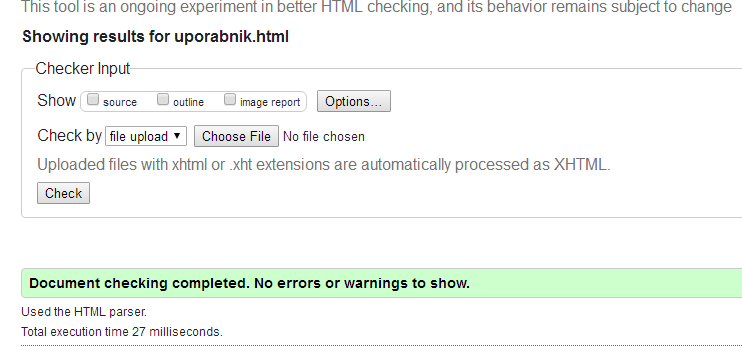 This tool is an ongoing experiment in better HTML checking, and its behavior remains subject to change
Showing results for uporabnik.html
Checker Input
Show source outline image report Options...
Check by file upload Choose File No file chosen
Uploaded files with xhtml or .xht extensions are automatically processed as XHTML.
Check
Document checking completed. No errors or warnings to show.
Used the HTML parser.
Total execution time 27 milliseconds.